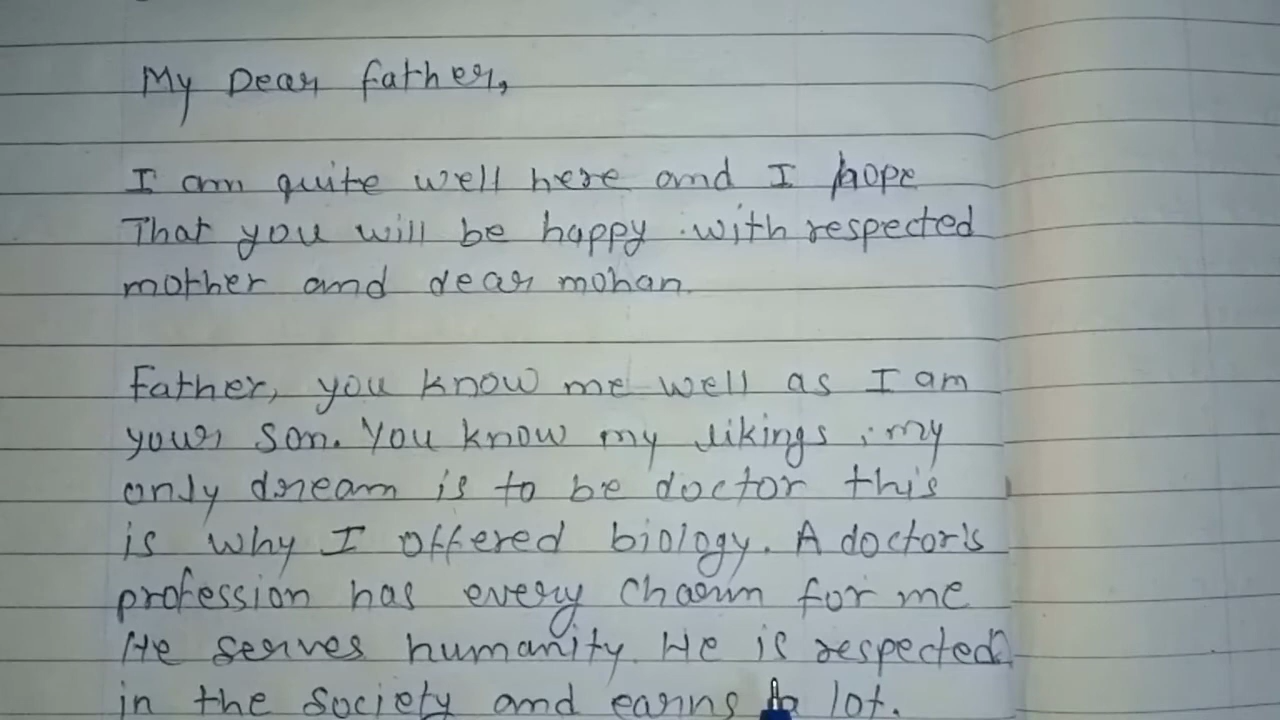 My Dear father,
I am quite well here and I hope
That you will be happy with respected
mother and dear mohan.
Father, you know me well as I am
your son. You know my likings, my
only dream is to be doctor this
is why I offered biology. A doctor's
profession has every charm for me
He serves humanity. He is respected
in the society and earns a lot.